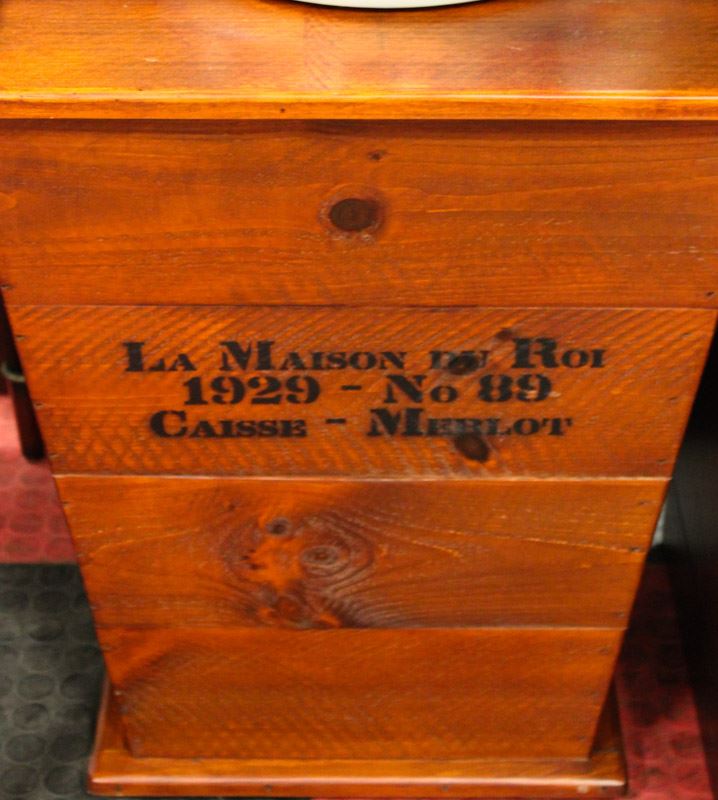 La Maison du Roi
1929 - No 89
Caisse - Merlot